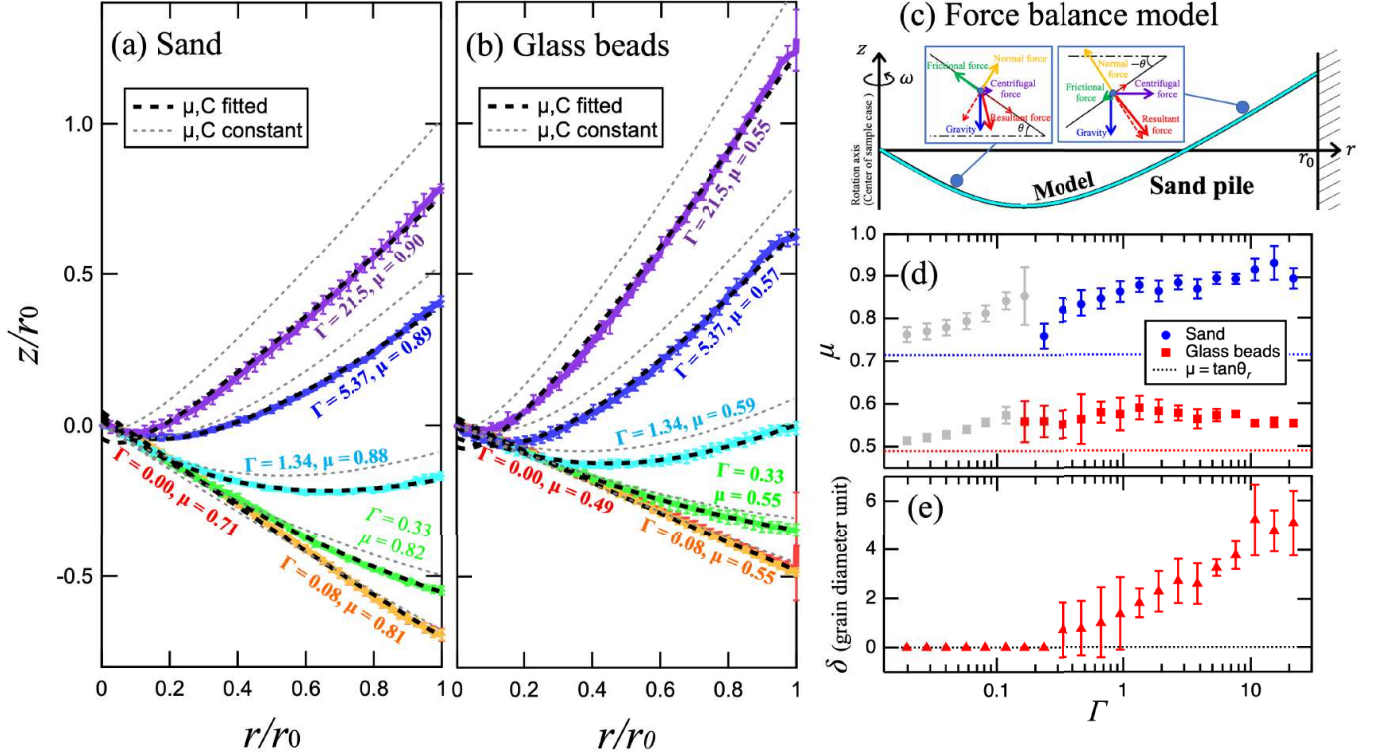 (a) Sand
μ,C fitted
μ,C constant
1.0
0.5
0.0
-0.5
z/r0
Γ = 21.5, μ = 0.90
Γ = 5.37, μ = 0.89
Γ = 1.34, μ = 0.88
Γ = 0.00, μ = 0.71
Γ = 0.33
μ = 0.82
Γ = 0.08, μ = 0.81
0 0.2 0.4 0.6 0.8 1
r/r0
(b) Glass beads
μ,C fitted
μ,C constant
Γ = 21.5, μ = 0.55
Γ = 5.37, μ = 0.57
Γ = 1.34, μ = 0.59
Γ = 0.00, μ = 0.49
Γ = 0.33
μ = 0.55
Γ = 0.08, μ = 0.55
0 0.2 0.4 0.6 0.8 1
r/r0
(c) Force balance model
z
ω
Rotation axis
(Center of sample case )
Frictional force
Normal force
Centrifugal
force
Resultant force
Gravity
θ
Normal force
-θ
Frictional
force
Centrifugal
force
Resultant
force
Gravity
r0
r
Model
Sand pile
(d)
1.0
0.9
0.8
0.7
0.6
0.5
μ
Sand
Glass beads
μ = tanθr
(e)
6
4
2
0
δ (grain diameter unit)
0.1 1 10
Γ